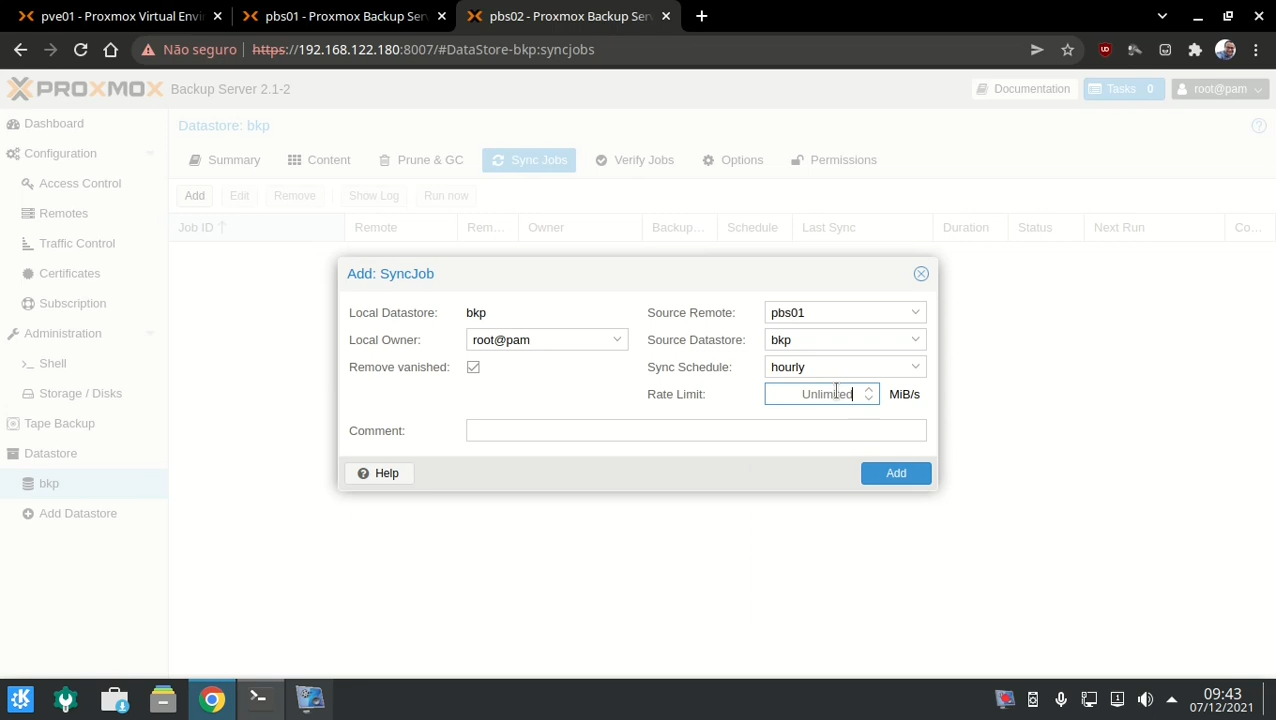 pve01 - Proxmox Virtual Envi
pbs01 - Proxmox Backup Serv
pbs02 - Proxmox Backup Ser
Não seguro
https://192.168.122.180:8007/#DataStore-bkp:syncjobs
PROXMOX Backup Server 2.1-2
Documentation
Tasks 0
root@pam
Dashboard
Configuration
Access Control
Remotes
Traffic Control
Certificates
Subscription
Administration
Shell
Storage / Disks
Tape Backup
Datastore
bkp
Add Datastore
Datastore: bkp
Summary Content Prune & GC Sync Jobs Verify Jobs Options Permissions
Add Edit Remove Show Log Run now
Job ID Remote Rem... Owner Backup... Schedule Last Sync Duration Status Next Run Co...
Add: SyncJob
Local Datastore: bkp
Local Owner: root@pam
Remove vanished:
Source Remote: pbs01
Source Datastore: bkp
Sync Schedule: hourly
Rate Limit: Unlimited MiB/s
Comment:
Help
Add
09:43
07/12/2021